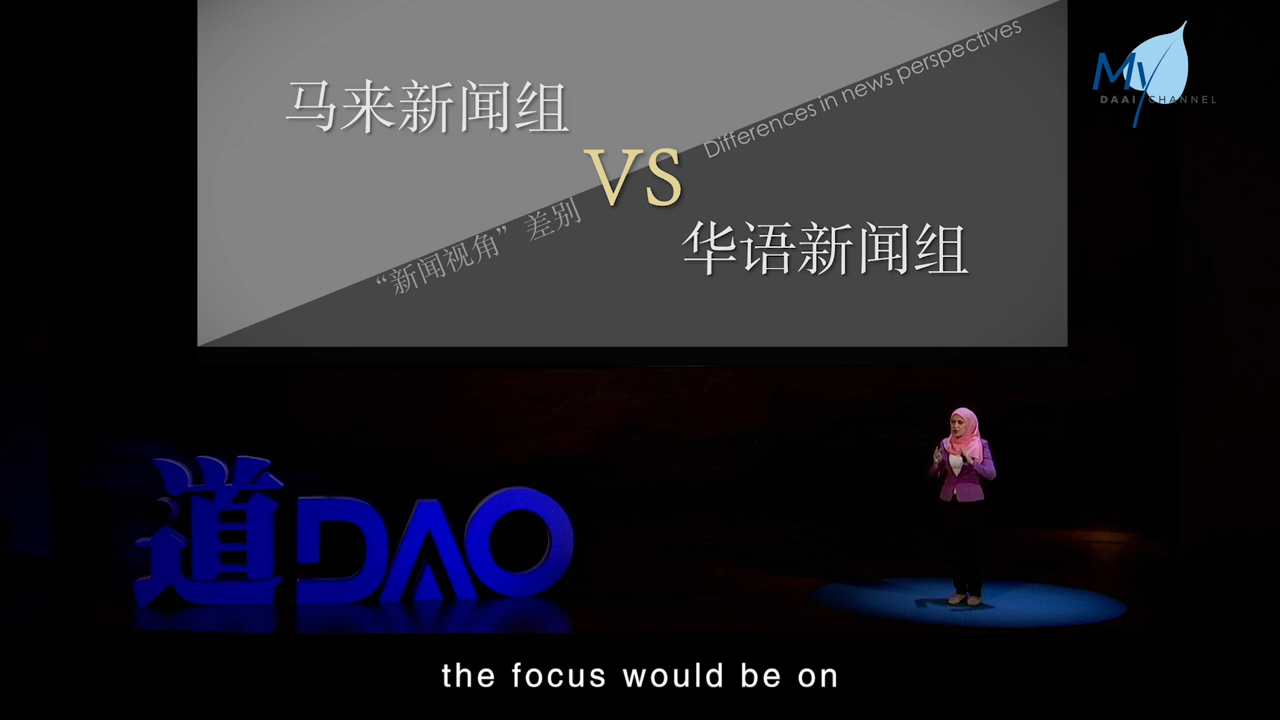 马来新闻组
VS
华语新闻组
“新闻视角” 差别
Differences in news perspectives
My
DAAI CHANNEL
道DAO
the focus would be on